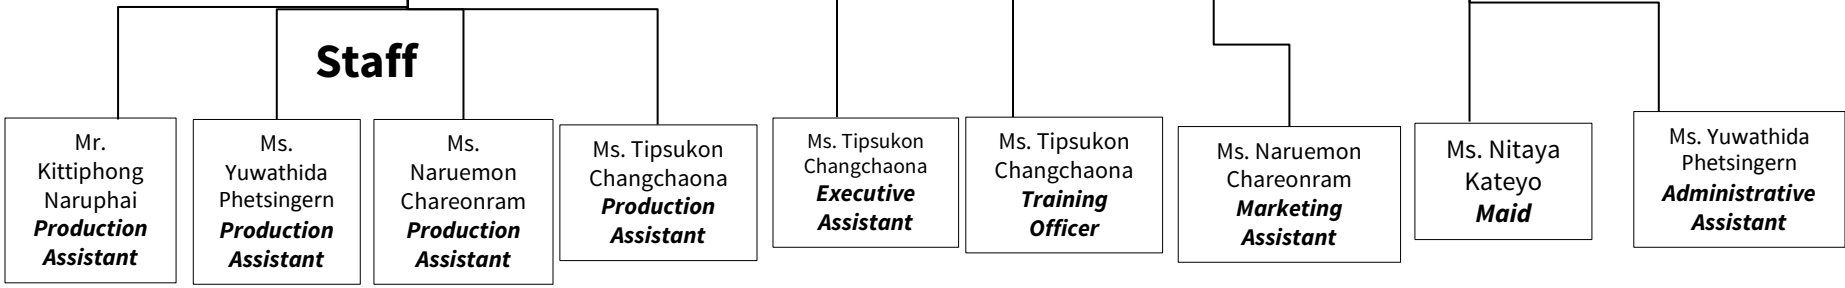 Staff
Mr.
Kittiphong
Naruphai
Production
Assistant
Ms.
Yuwathida
Phetsingern
Production
Assistant
Ms.
Naruemon
Chareonram
Production
Assistant
Ms. Tipsukon
Changchaona
Production
Assistant
Ms. Tipsukon
Changchaona
Executive
Assistant
Ms. Tipsukon
Changchaona
Training
Officer
Ms. Naruemon
Chareonram
Marketing
Assistant
Ms. Nitaya
Kateyo
Maid
Ms. Yuwathida
Phetsingern
Administrative
Assistant